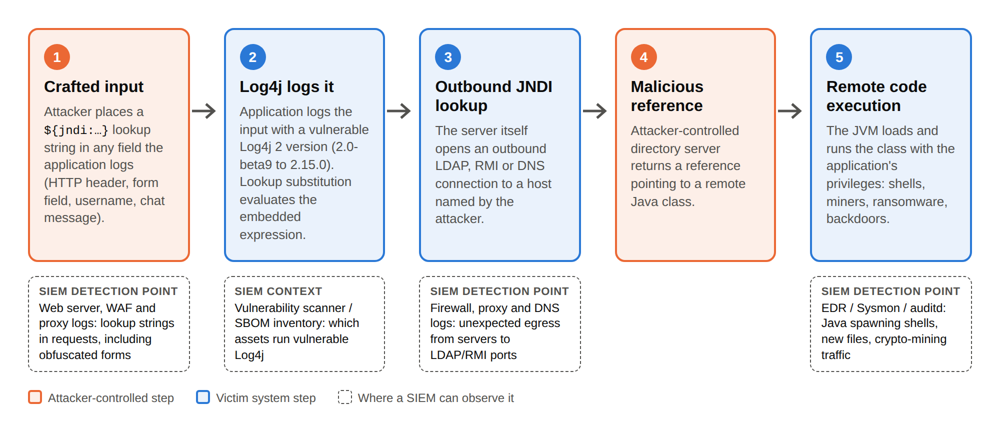 1
Crafted input
Attacker places a
${jndi:…} lookup
string in any field the
application logs
(HTTP header, form
field, username, chat
message).
2
Log4j logs it
Application logs the
input with a vulnerable
Log4j 2 version (2.0-
beta9 to 2.15.0).
Lookup substitution
evaluates the
embedded
expression.
3
Outbound JNDI
lookup
The server itself
opens an outbound
LDAP, RMI or DNS
connection to a host
named by the
attacker.
4
Malicious
reference
Attacker-controlled
directory server
returns a reference
pointing to a remote
Java class.
5
Remote code
execution
The JVM loads and
runs the class with the
application's
privileges: shells,
miners, ransomware,
backdoors.
SIEM DETECTION POINT
Web server, WAF and
proxy logs: lookup strings
in requests, including
obfuscated forms
SIEM CONTEXT
Vulnerability scanner /
SBOM inventory: which
assets run vulnerable
Log4j
SIEM DETECTION POINT
Firewall, proxy and DNS
logs: unexpected egress
from servers to
LDAP/RMI ports
SIEM DETECTION POINT
EDR / Sysmon / auditd:
Java spawning shells,
new files, crypto-mining
traffic
Attacker-controlled step
Victim system step
Where a SIEM can observe it